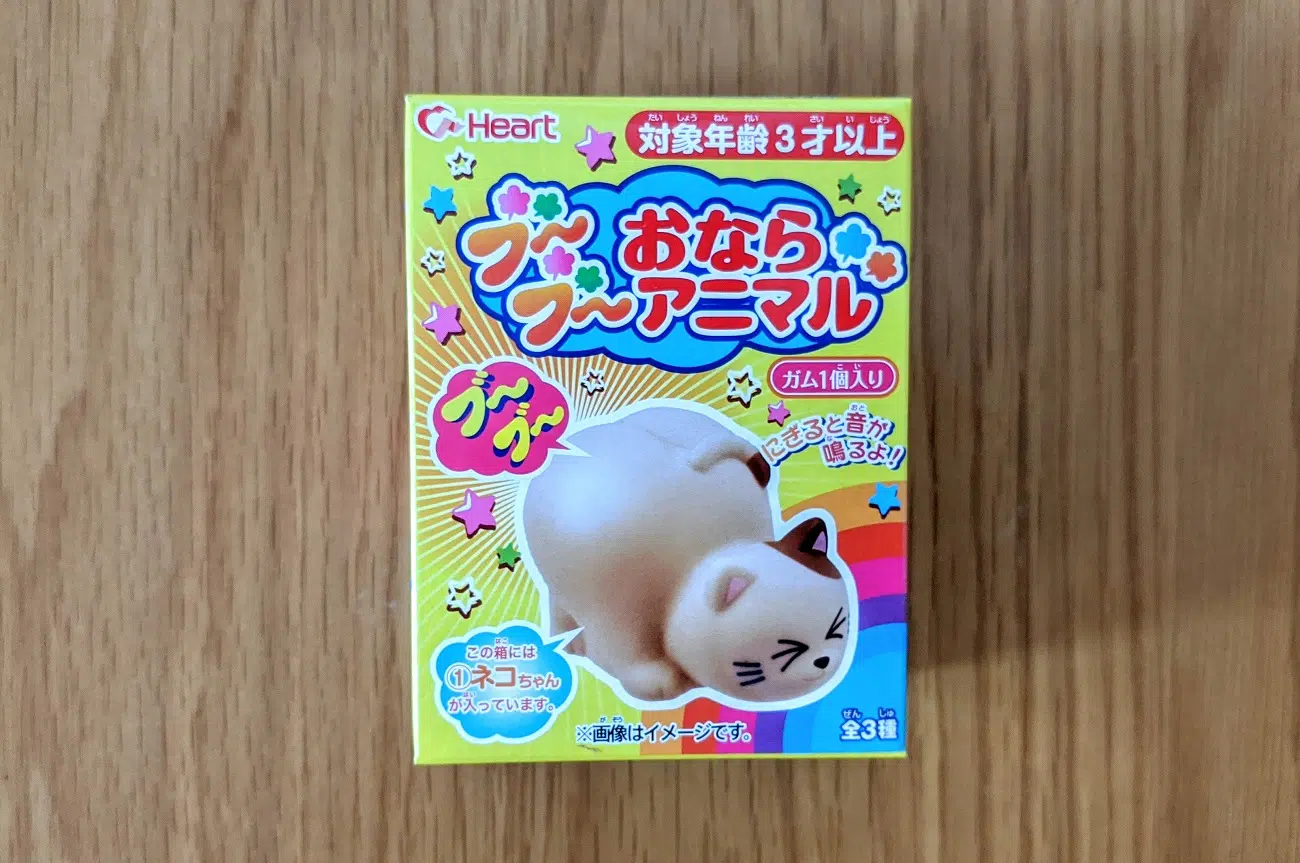 Heart
対象年齢3才以上
ブ〜ブ〜おならアニマル
ガム1個入り
ブ〜ブ〜
にぎると音が
鳴るよ!
この箱には
①ネコちゃん
が入っています。
※画像はイメージです。
全3種